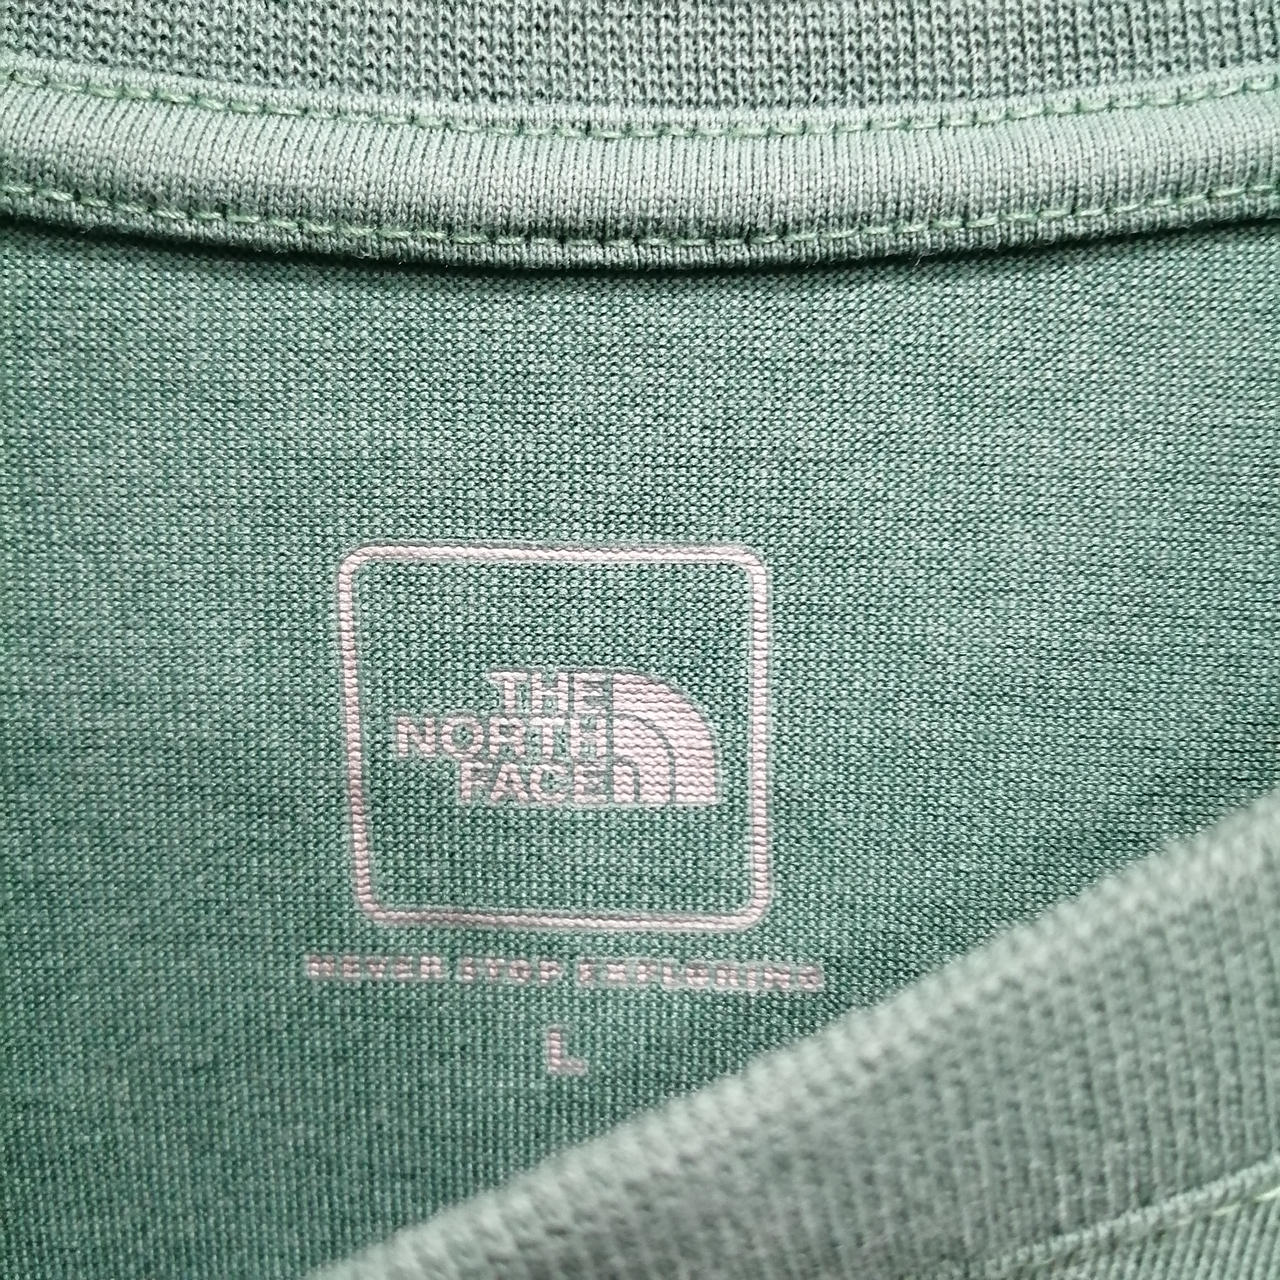 THE
NORTH
FACE
NEVER STOP EXPLORING
L